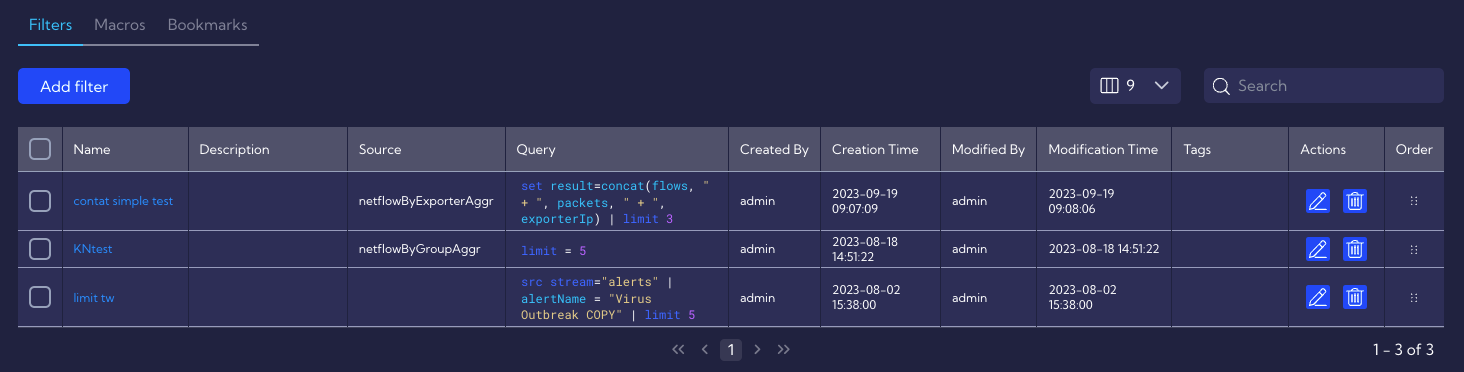 Filters Macros Bookmarks
Add filter 9 Search
Name Description Source Query Created By Creation Time Modified By Modification Time Tags Actions Order
contat simple test netflowByExporterAggr set result=concat(flows, "
+ ", packets, " + ",
exporterIp) | limit 3 admin 2023-09-19
09:07:09 admin 2023-09-19
09:08:06
KNtest netflowByGroupAggr limit = 5 admin 2023-08-18
14:51:22 admin 2023-08-18 14:51:22
limit tw src stream="alerts" |
alertName = "Virus
Outbreak COPY" | limit 5 admin 2023-08-02
15:38:00 admin 2023-08-02
15:38:00
1 1 - 3 of 3